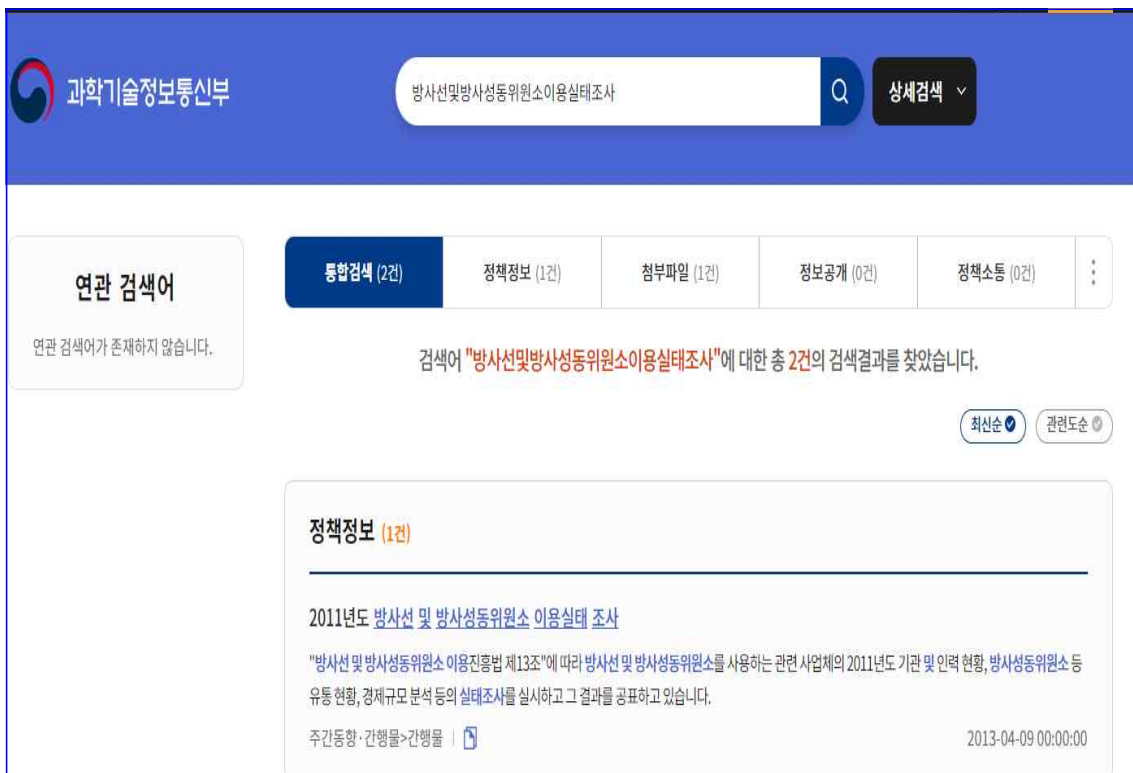 과학기술정보통신부
방사선및방사성동위원소이용실태조사
상세검색
연관 검색어
연관 검색어가 존재하지 않습니다.
통합검색 (2건)
정책정보 (1건)
첨부파일 (1건)
정보공개 (0건)
정책소통 (0건)
검색어 "방사선및방사성동위원소이용실태조사"에 대한 총 2건의 검색결과를 찾았습니다.
최신순
관련도순
정책정보 (1건)
2011년도 방사선 및 방사성동위원소 이용실태 조사
"방사선 및 방사성동위원소 이용진흥법 제13조"에 따라 방사선 및 방사성동위원소를 사용하는 관련 사업체의 2011년도 기관 및 인력 현황, 방사성동위원소 등
유통 현황, 경제규모 분석 등의 실태조사를 실시하고 그 결과를 공표하고 있습니다.
주간동향·간행물>간행물
2013-04-09 00:00:00